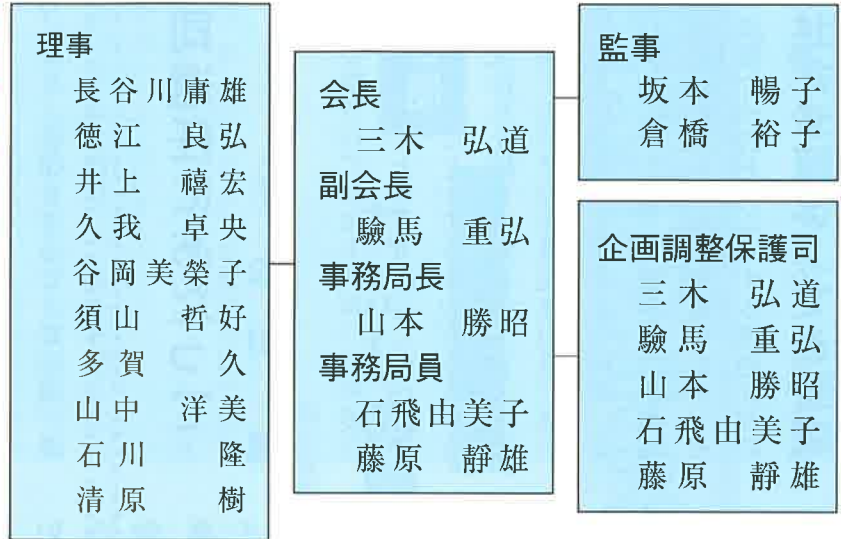 理事
長谷川庸雄
徳江 良弘
井上 禧宏
久我 卓央
谷岡美榮子
須山 哲好
多賀 久
山中 洋美
石川 隆
清原 樹
会長
三木 弘道
副会長
驗馬 重弘
事務局長
山本 勝昭
事務局員
石飛由美子
藤原 靜雄
監事
坂本 暢子
倉橋 裕子
企画調整保護司
三木 弘道
驗馬 重弘
山本 勝昭
石飛由美子
藤原 靜雄